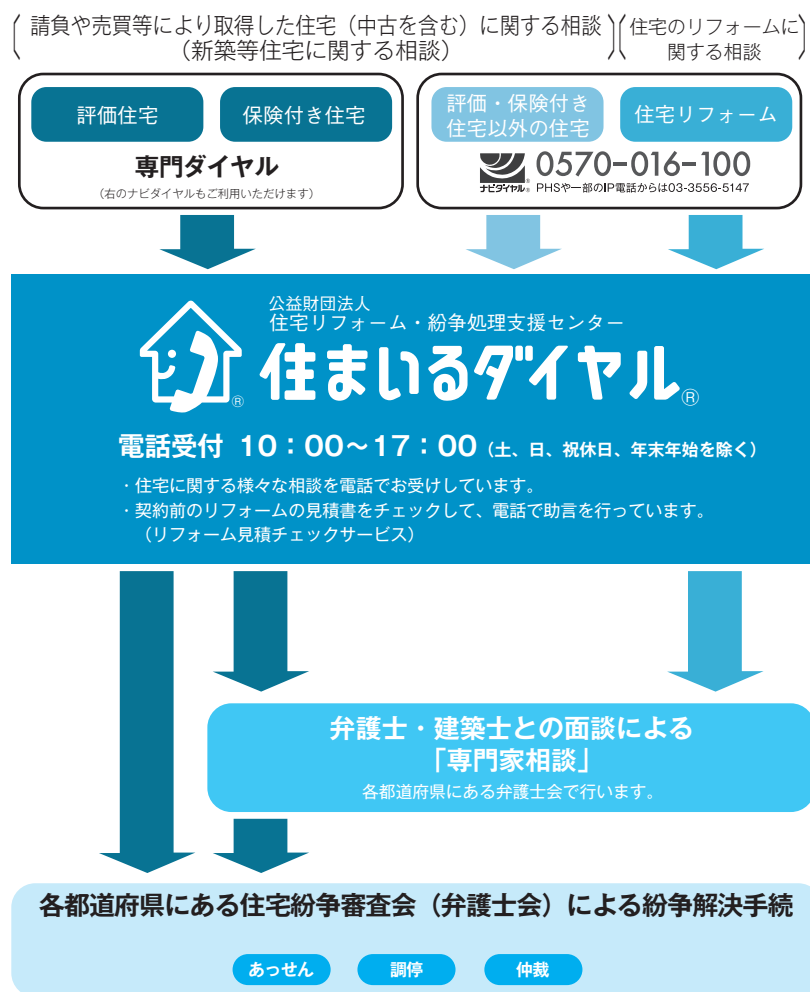 請負や売買等により取得した住宅（中古を含む）に関する相談
（新築等住宅に関する相談）
住宅のリフォームに
関する相談
評価住宅
保険付き住宅
専門ダイヤル
（右のナビダイヤルもご利用いただけます）
評価・保険付き
住宅以外の住宅
住宅リフォーム
ナビダイヤル® 0570-016-100
PHSや一部のIP電話からは03-3556-5147
公益財団法人
住宅リフォーム・紛争処理支援センター
住まいるダイヤル®
®
電話受付 10：00～17：00（土、日、祝休日、年末年始を除く）
・住宅に関する様々な相談を電話でお受けしています。
・契約前のリフォームの見積書をチェックして、電話で助言を行っています。
（リフォーム見積チェックサービス）
弁護士・建築士との面談による
「専門家相談」
各都道府県にある弁護士会で行います。
各都道府県にある住宅紛争審査会（弁護士会）による紛争解決手続
あっせん
調停
仲裁